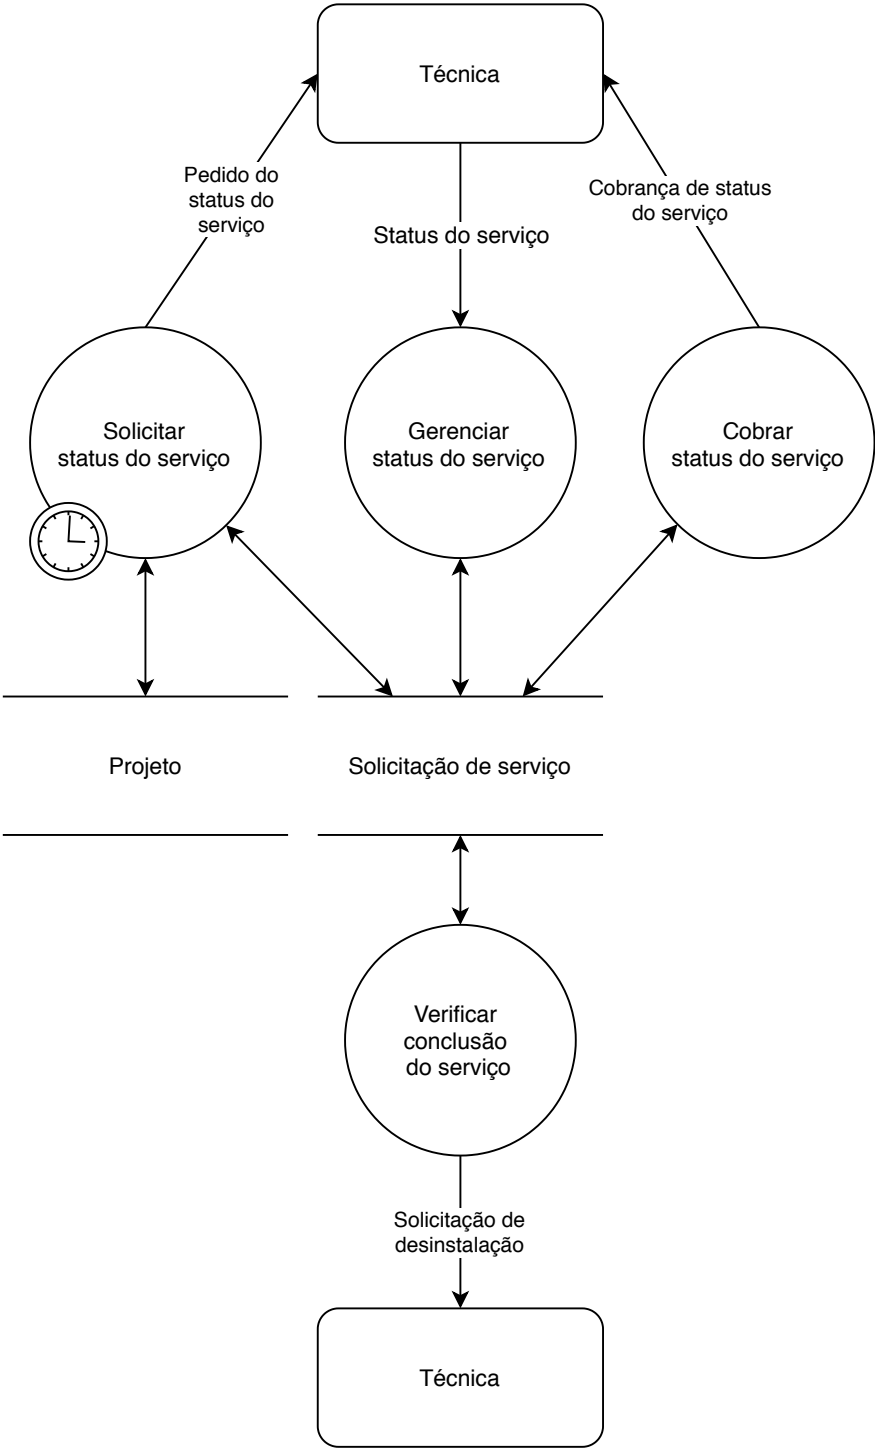 Técnica
Pedido do
status do
serviço
Status do serviço
Cobrança de status
do serviço
Solicitar
status do serviço
Gerenciar
status do serviço
Cobrar
status do serviço
Projeto
Solicitação de serviço
Verificar
conclusão
do serviço
Solicitação de
desinstalação
Técnica